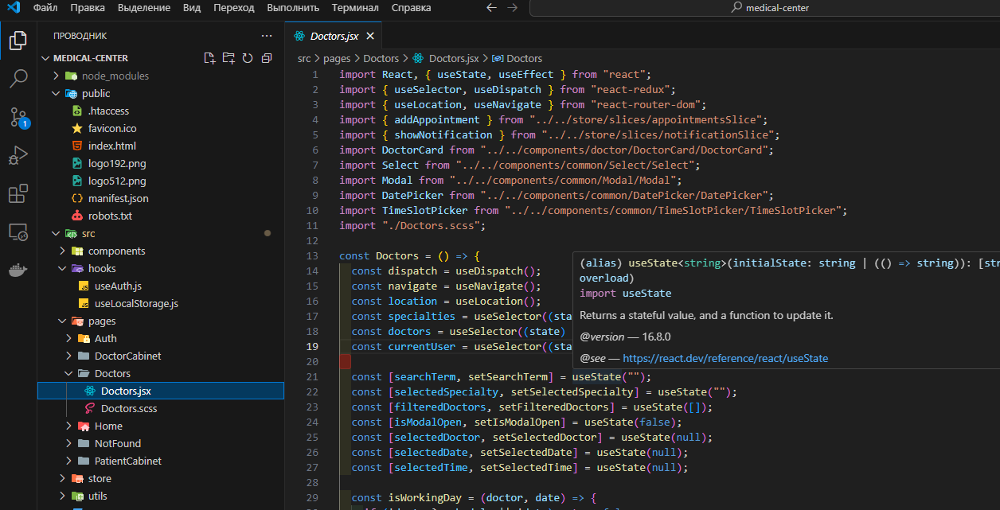 Файл Правка Выделение Вид Переход Выполнить Терминал Справка
medical-center
ПРОВОДНИК
MEDICAL-CENTER
node_modules
public
.htaccess
favicon.ico
index.html
logo192.png
logo512.png
manifest.json
robots.txt
src
components
hooks
useAuth.js
useLocalStorage.js
pages
Auth
DoctorCabinet
Doctors
Doctors.jsx
Doctors.scss
Home
NotFound
PatientCabinet
store
utils
1
Doctors.jsx
src > pages > Doctors > Doctors.jsx > Doctors
1 import React, { useState, useEffect } from "react";
2 import { useSelector, useDispatch } from "react-redux";
3 import { useLocation, useNavigate } from "react-router-dom";
4 import { addAppointment } from "../../store/slices/appointmentsSlice";
5 import { showNotification } from "../../store/slices/notificationSlice";
6 import DoctorCard from "../../components/doctor/DoctorCard/DoctorCard";
7 import Select from "../../components/common/Select/Select";
8 import Modal from "../../components/common/Modal/Modal";
9 import DatePicker from "../../components/common/DatePicker/DatePicker";
10 import TimeSlotPicker from "../../components/common/TimeSlotPicker/TimeSlotPicker";
11 import "./Doctors.scss";
12
13 const Doctors = () => {
14 const dispatch = useDispatch();
15 const navigate = useNavigate();
16 const location = useLocation();
17 const specialties = useSelector((sta
18 const doctors = useSelector((state)
19 const currentUser = useSelector((sta
20
21 const [searchTerm, setSearchTerm] = useState("");
22 const [selectedSpecialty, setSelectedSpecialty] = useState("");
23 const [filteredDoctors, setFilteredDoctors] = useState([]);
24 const [isModalOpen, setIsModalOpen] = useState(false);
25 const [selectedDoctor, setSelectedDoctor] = useState(null);
26 const [selectedDate, setSelectedDate] = useState(null);
27 const [selectedTime, setSelectedTime] = useState(null);
28
29 const isWorkingDay = (doctor, date) => {
(alias) useState<string>(initialState: string | (() => string)): [str
overload)
import useState
Returns a stateful value, and a function to update it.
@version — 16.8.0
@see — https://react.dev/reference/react/useState